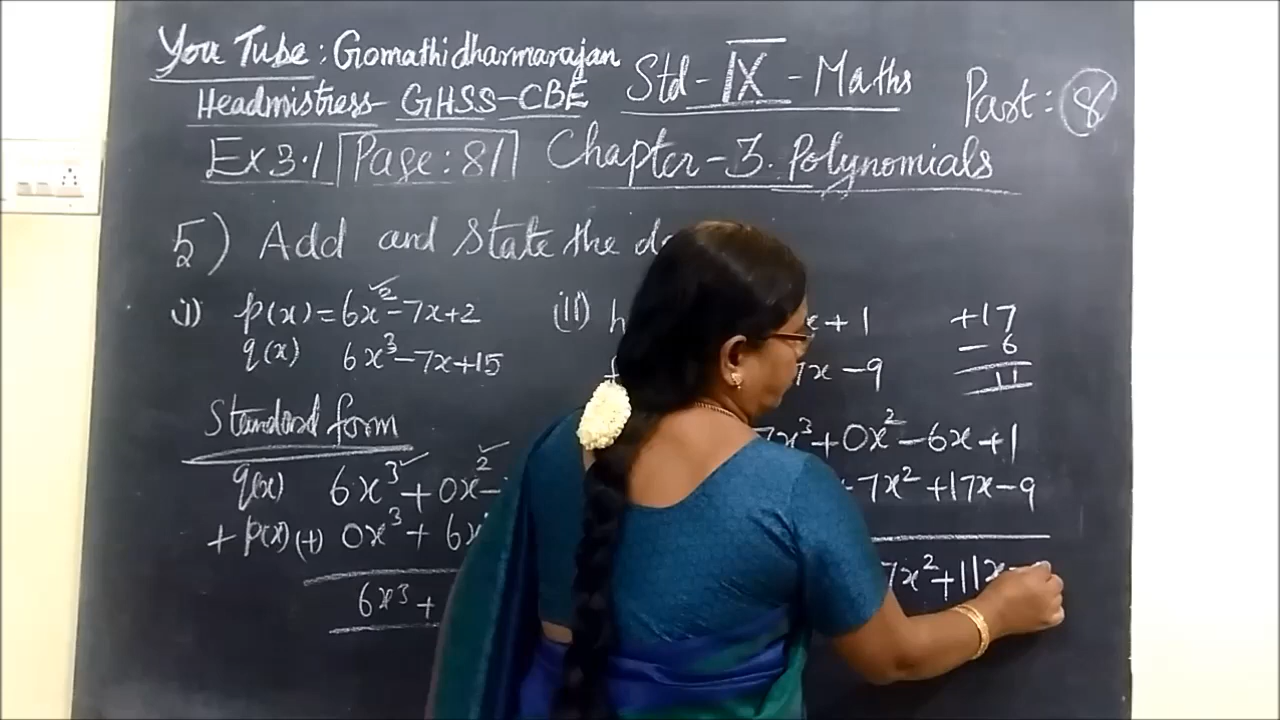 You Tube : Gomathidharmarajan
Headmistress- GHSS-CBE
Std - IX - Maths
Part: 8
Ex 3.1 Page: 81 Chapter-3. Polynomials
5) Add and State the
i) p(x) = 6x²-7x+2
q(x) 6x³-7x+15
Standard form
q(x) 6x³+0x²-
+ p(x) (+) 0x³ + 6x
6x³ +
(ii) h x + 1
7x - 9
7x³+0x²-6x+1
7x² +17x-9
7x²+11x-
+17
- 6
11